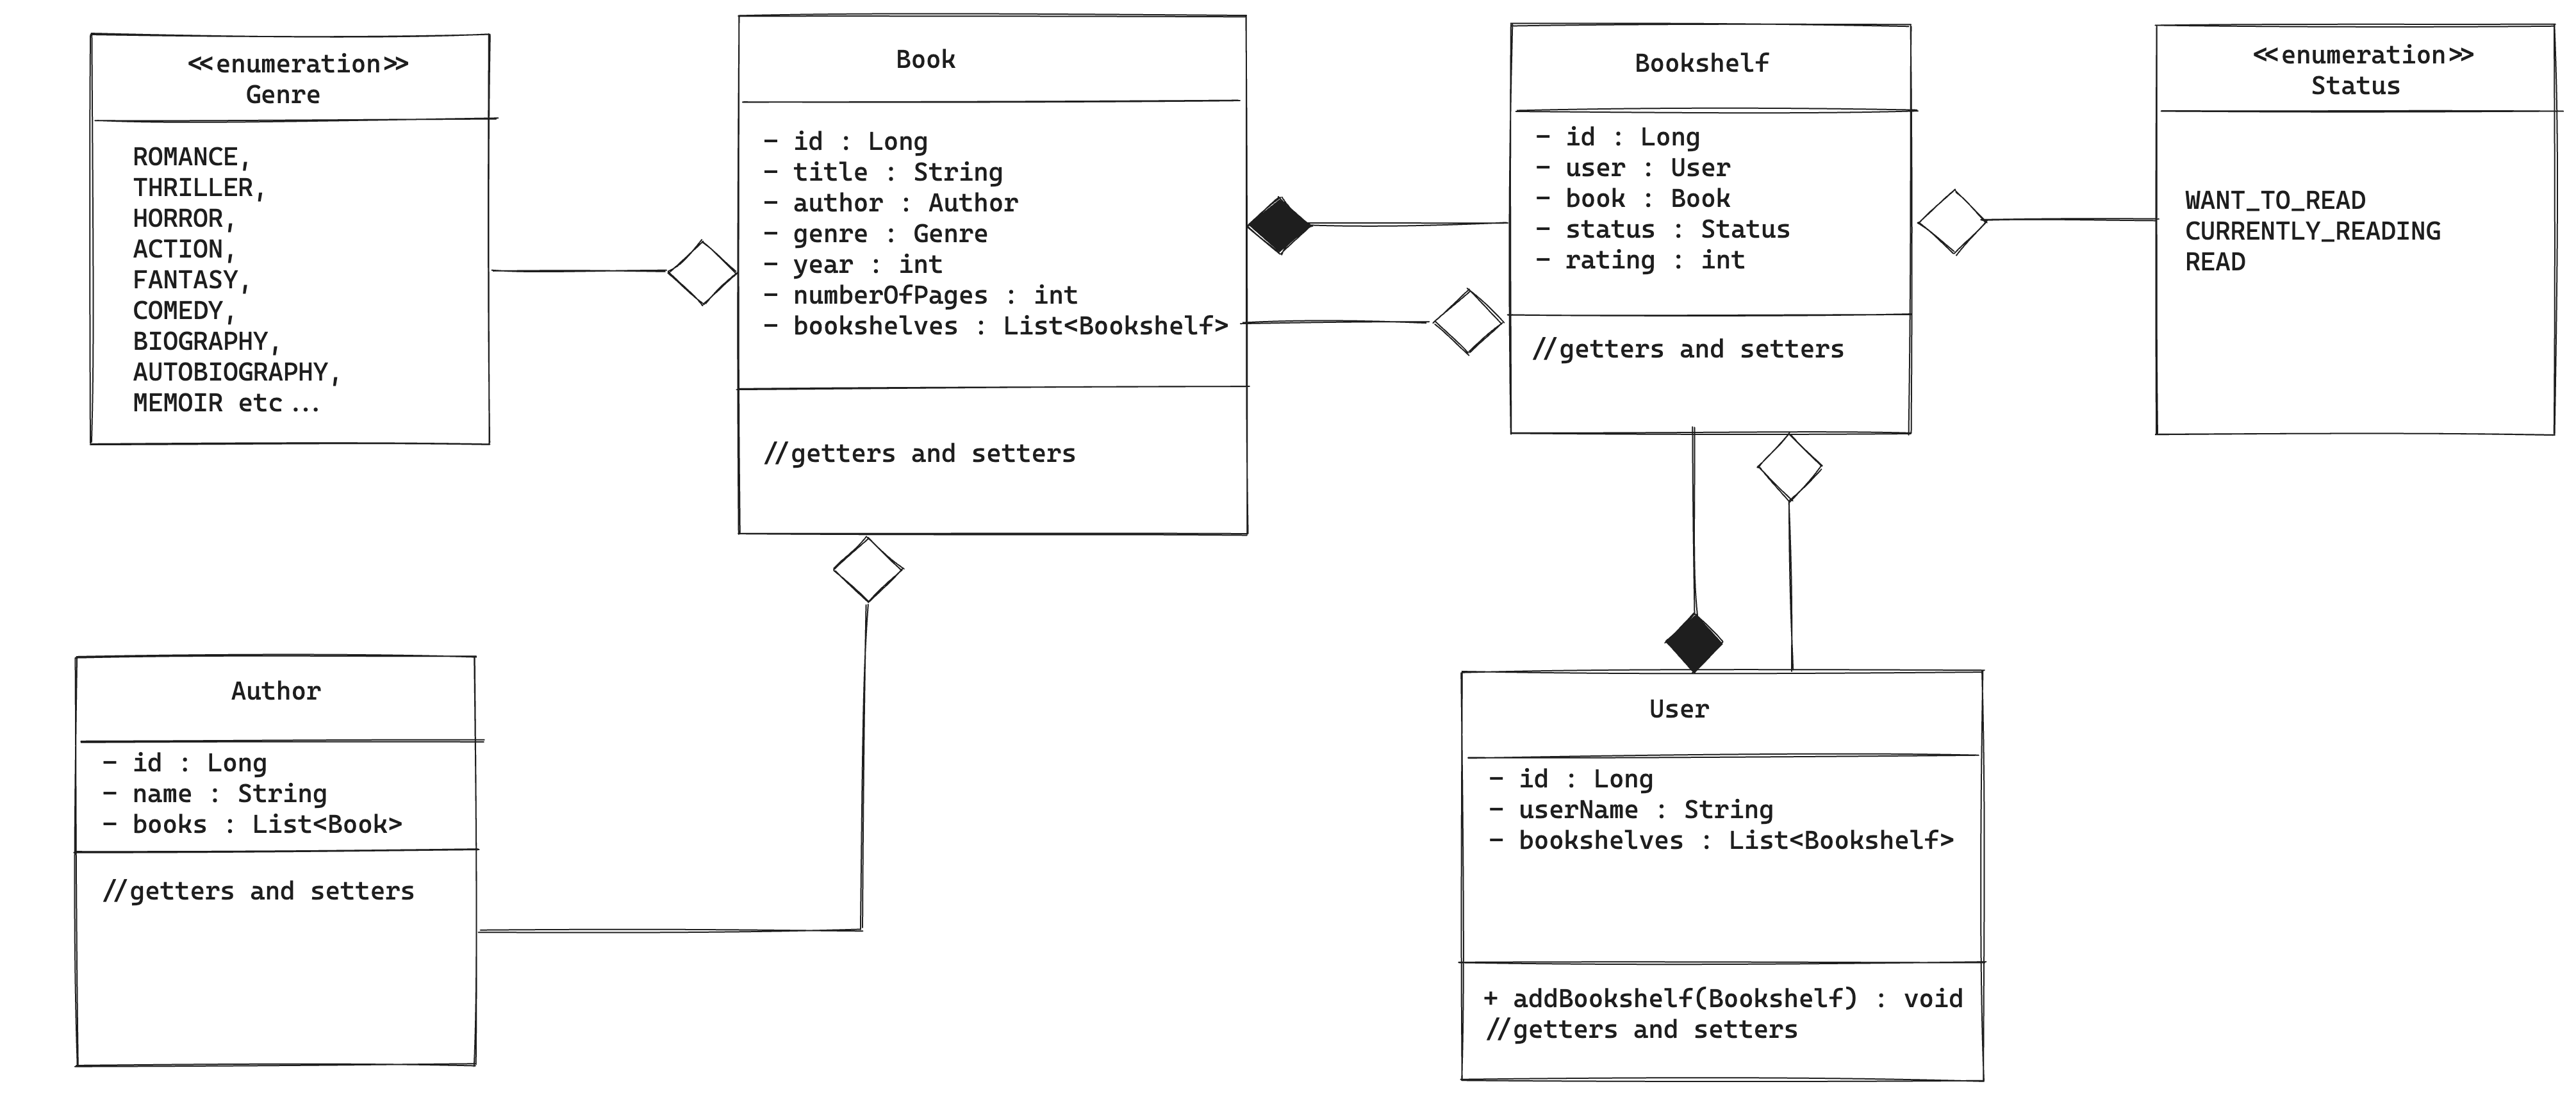 <<enumeration>>
Genre
ROMANCE,
THRILLER,
HORROR,
ACTION,
FANTASY,
COMEDY,
BIOGRAPHY,
AUTOBIOGRAPHY,
MEMOIR etc...
Book
- id : Long
- title : String
- author : Author
- genre : Genre
- year : int
- numberOfPages : int
- bookshelves : List<Bookshelf>
//getters and setters
Bookshelf
- id : Long
- user : User
- book : Book
- status : Status
- rating : int
//getters and setters
<<enumeration>>
Status
WANT_TO_READ
CURRENTLY_READING
READ
Author
- id : Long
- name : String
- books : List<Book>
//getters and setters
User
- id : Long
- userName : String
- bookshelves : List<Bookshelf>
+ addBookshelf(Bookshelf) : void
//getters and setters